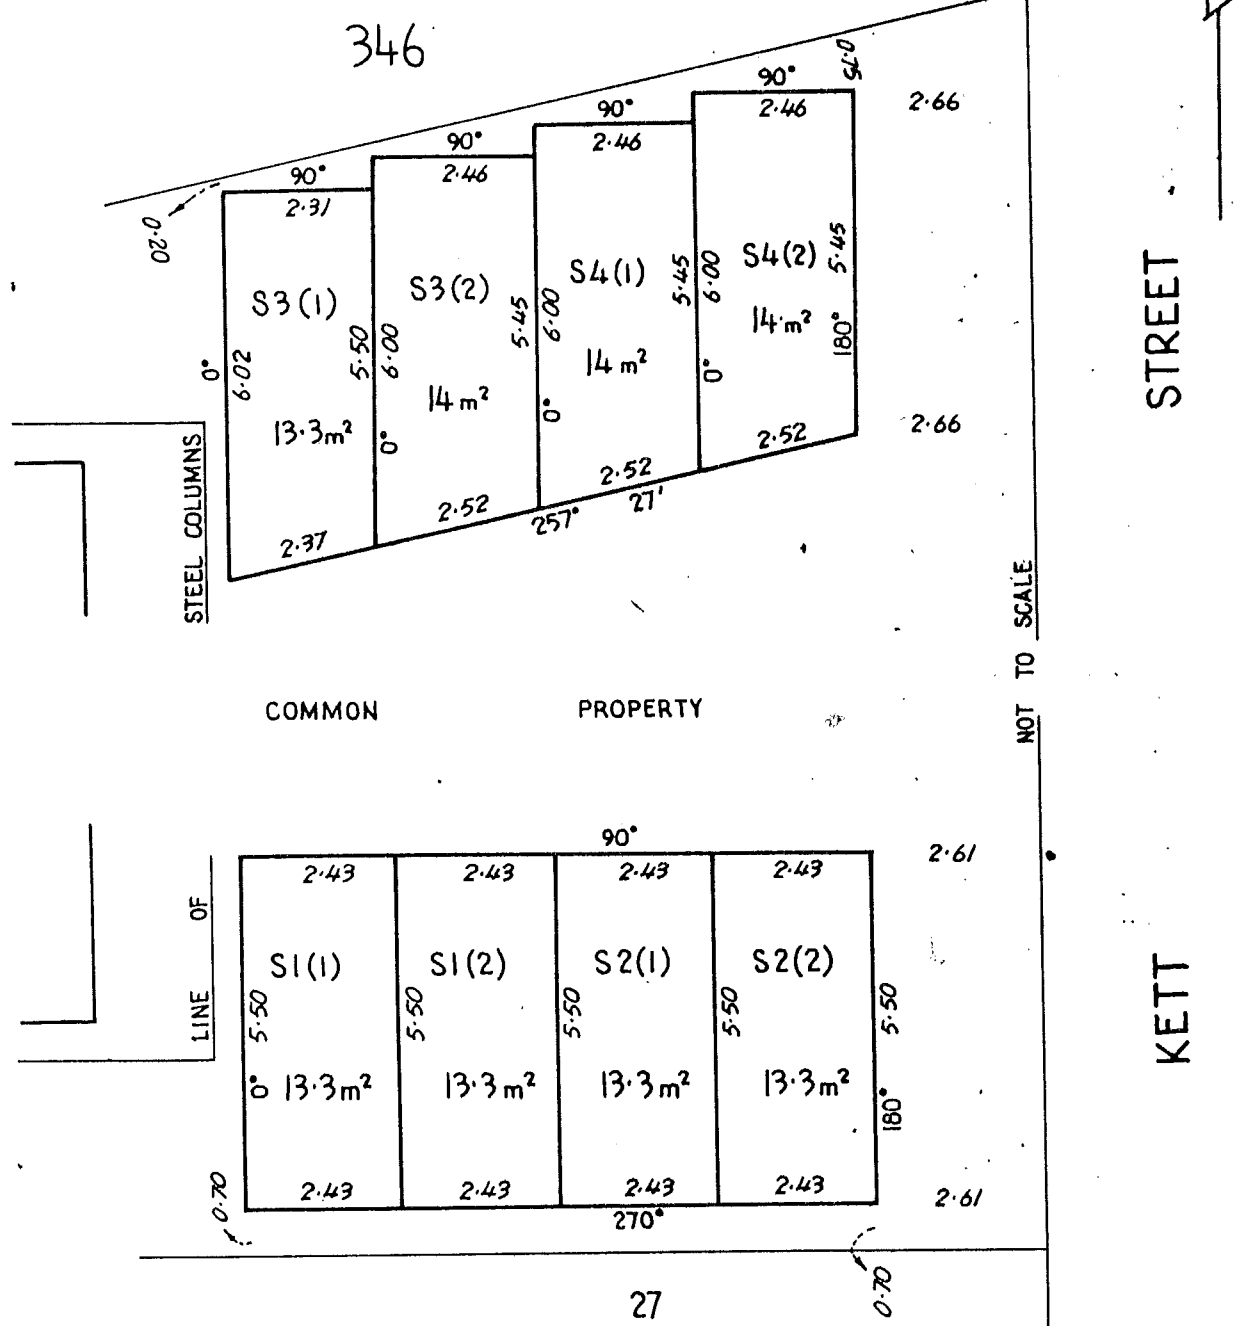 346
0·75
90°
2·46
2·66
90°
2·46
90°
2·46
90°
2·31
0·20
S3(1)
S3(2)
S4(1)
S4(2)
5·45
5·45
6·00
5·45
6·00
5·50
6·00
0°
6·02
14 m²
180°
14 m²
0°
14 m²
0°
13·3m²
0°
2·66
2·52
2·52
27'
2·52
257°
2·37
STEEL COLUMNS
STREET
NOT TO SCALE
COMMON PROPERTY
90°
2·43
2·43
2·43
2·43
2·61
LINE OF
S1(1)
S1(2)
S2(1)
S2(2)
5·50
5·50
5·50
5·50
5·50
0°
13·3m²
13·3m²
13·3m²
13·3m²
180°
KETT
2·43
2·43
2·43
2·43
2·61
0·70
270°
0·70
27